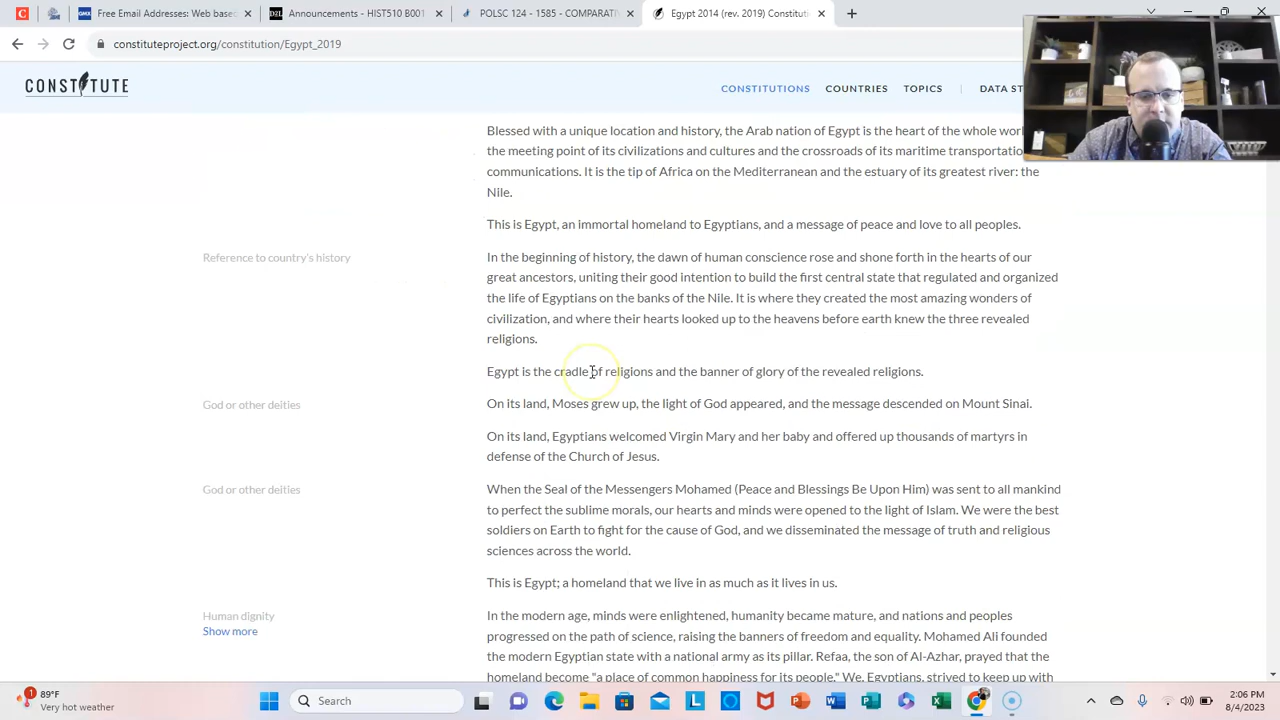 Free Email Addresses: Web base
Announcement - HIST510 B001
POLSC 124 - 1585 - COMPARATI
Egypt 2014 (rev. 2019) Constitu
constituteproject.org/constitution/Egypt_2019
CONSTITUTE
CONSTITUTIONS
COUNTRIES
TOPICS
DATA ST
Blessed with a unique location and history, the Arab nation of Egypt is the heart of the whole wor
the meeting point of its civilizations and cultures and the crossroads of its maritime transportatio
communications. It is the tip of Africa on the Mediterranean and the estuary of its greatest river: the
Nile.
This is Egypt, an immortal homeland to Egyptians, and a message of peace and love to all peoples.
Reference to country's history
In the beginning of history, the dawn of human conscience rose and shone forth in the hearts of our
great ancestors, uniting their good intention to build the first central state that regulated and organized
the life of Egyptians on the banks of the Nile. It is where they created the most amazing wonders of
civilization, and where their hearts looked up to the heavens before earth knew the three revealed
religions.
Egypt is the cradle of religions and the banner of glory of the revealed religions.
God or other deities
On its land, Moses grew up, the light of God appeared, and the message descended on Mount Sinai.
On its land, Egyptians welcomed Virgin Mary and her baby and offered up thousands of martyrs in
defense of the Church of Jesus.
God or other deities
When the Seal of the Messengers Mohamed (Peace and Blessings Be Upon Him) was sent to all mankind
to perfect the sublime morals, our hearts and minds were opened to the light of Islam. We were the best
soldiers on Earth to fight for the cause of God, and we disseminated the message of truth and religious
sciences across the world.
This is Egypt; a homeland that we live in as much as it lives in us.
Human dignity
Show more
In the modern age, minds were enlightened, humanity became mature, and nations and peoples
progressed on the path of science, raising the banners of freedom and equality. Mohamed Ali founded
the modern Egyptian state with a national army as its pillar. Refaa, the son of Al-Azhar, prayed that the
homeland become "a place of common happiness for its people." We, Egyptians, strived to keep up with
1
89°F
Very hot weather
Search
2:06 PM
8/4/2023